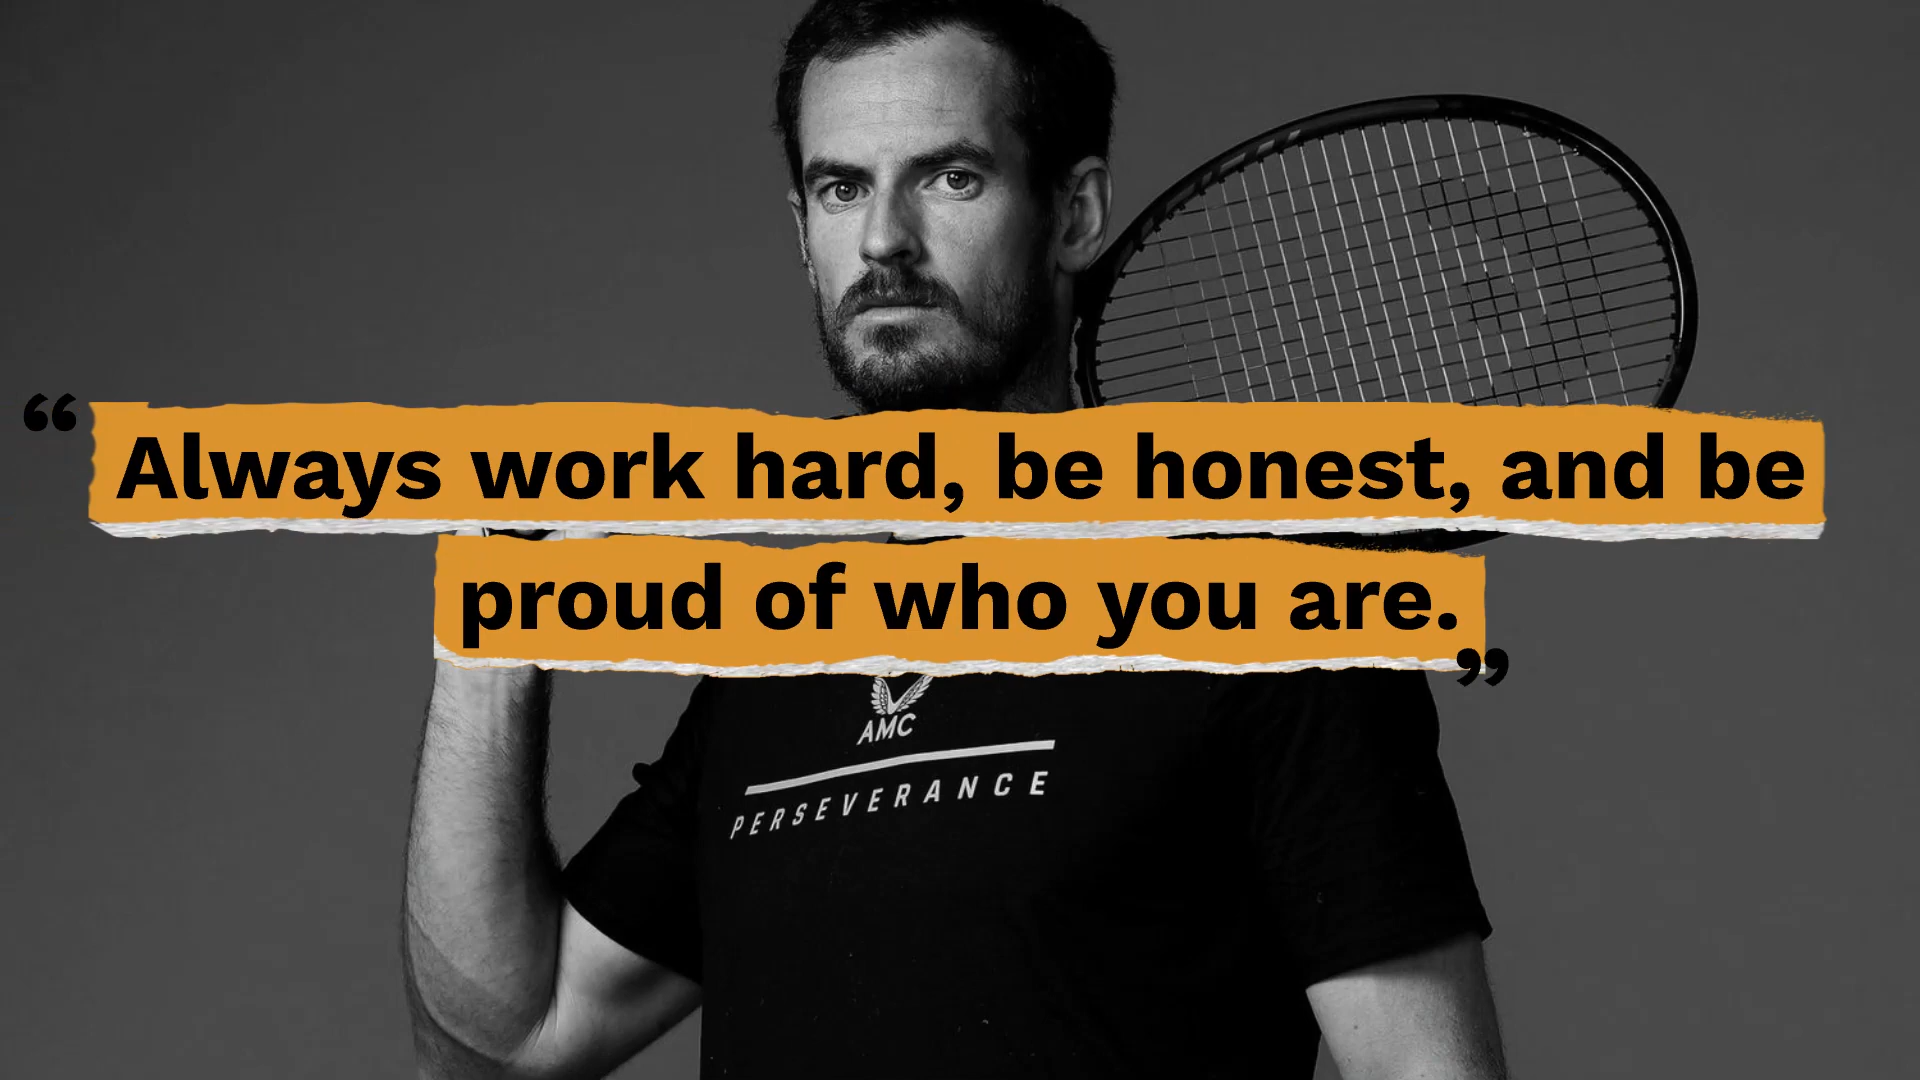 “Always work hard, be honest, and be
proud of who you are.”
AMC
PERSEVERANCE